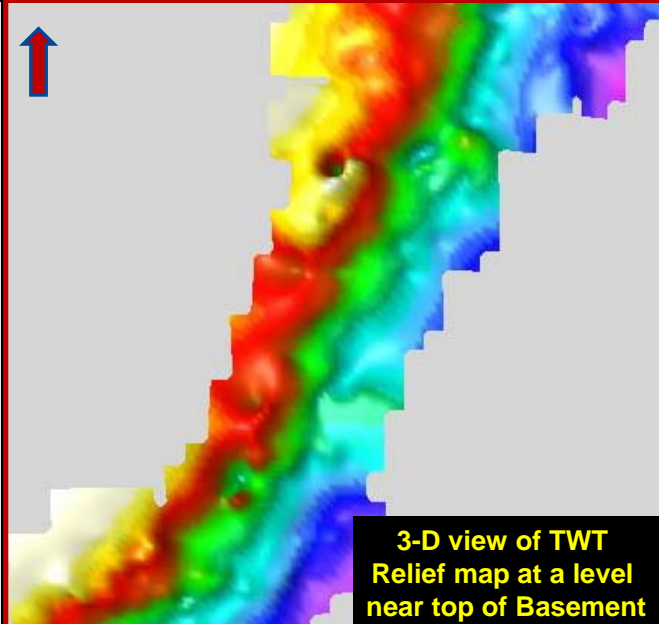 3-D view of TWT
Relief map at a level
near top of Basement